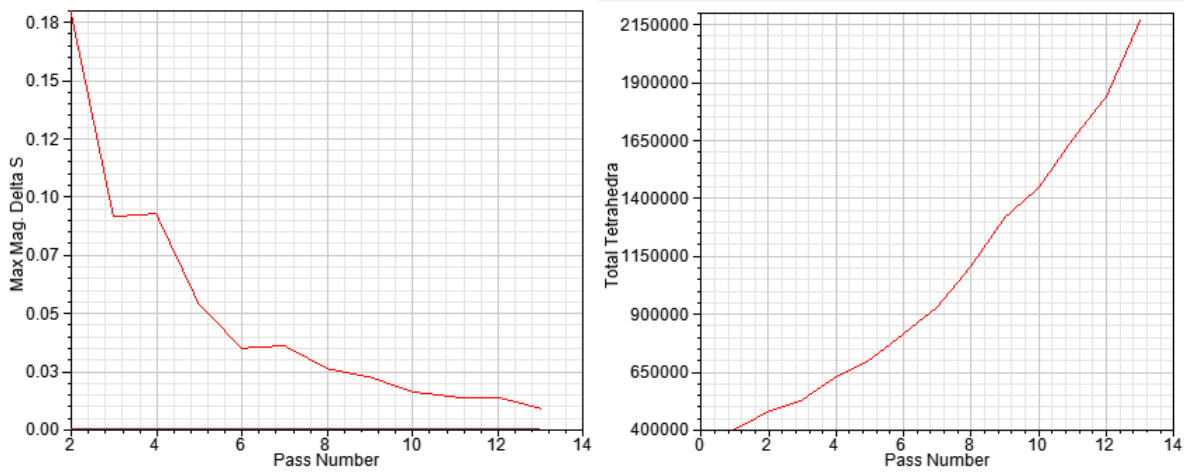 0.18
0.15
0.12
0.10
0.07
0.05
0.03
0.00
Max Mag. Delta S
2 4 6 8 10 12 14
Pass Number
2150000
1900000
1650000
1400000
1150000
900000
650000
400000
Total Tetrahedra
0 2 4 6 8 10 12 14
Pass Number